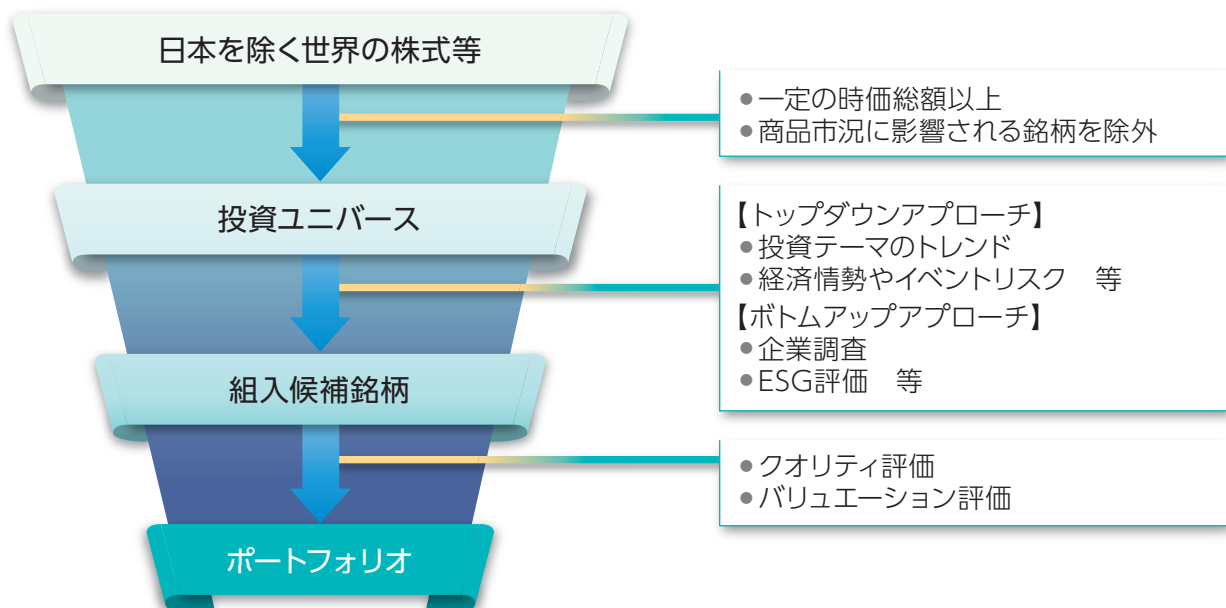 日本を除く世界の株式等
●一定の時価総額以上
●商品市況に影響される銘柄を除外
投資ユニバース
【トップダウンアプローチ】
●投資テーマのトレンド
●経済情勢やイベントリスク　等
【ボトムアップアプローチ】
●企業調査
●ESG評価　等
組入候補銘柄
●クオリティ評価
●バリュエーション評価
ポートフォリオ